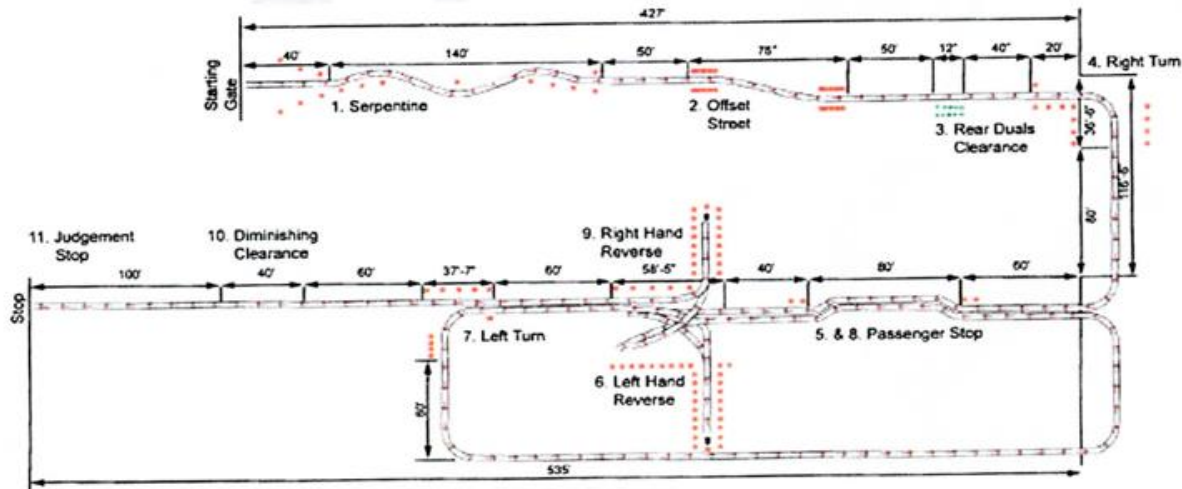 427'
40'
140'
50'
75"
50'
12"
40"
20'
4. Right Turn
Starting
Gate
1. Serpentine
2. Offset
Street
3. Rear Duals
Clearance
36'-6"
116'-6"
80'
11. Judgement
Stop
10. Diminishing
Clearance
9. Right Hand
Reverse
100'
40'
60'
37'-7"
60'
58'-5"
40'
80'
60'
Stop
7. Left Turn
5. & 8. Passenger Stop
6. Left Hand
Reverse
60'
535'